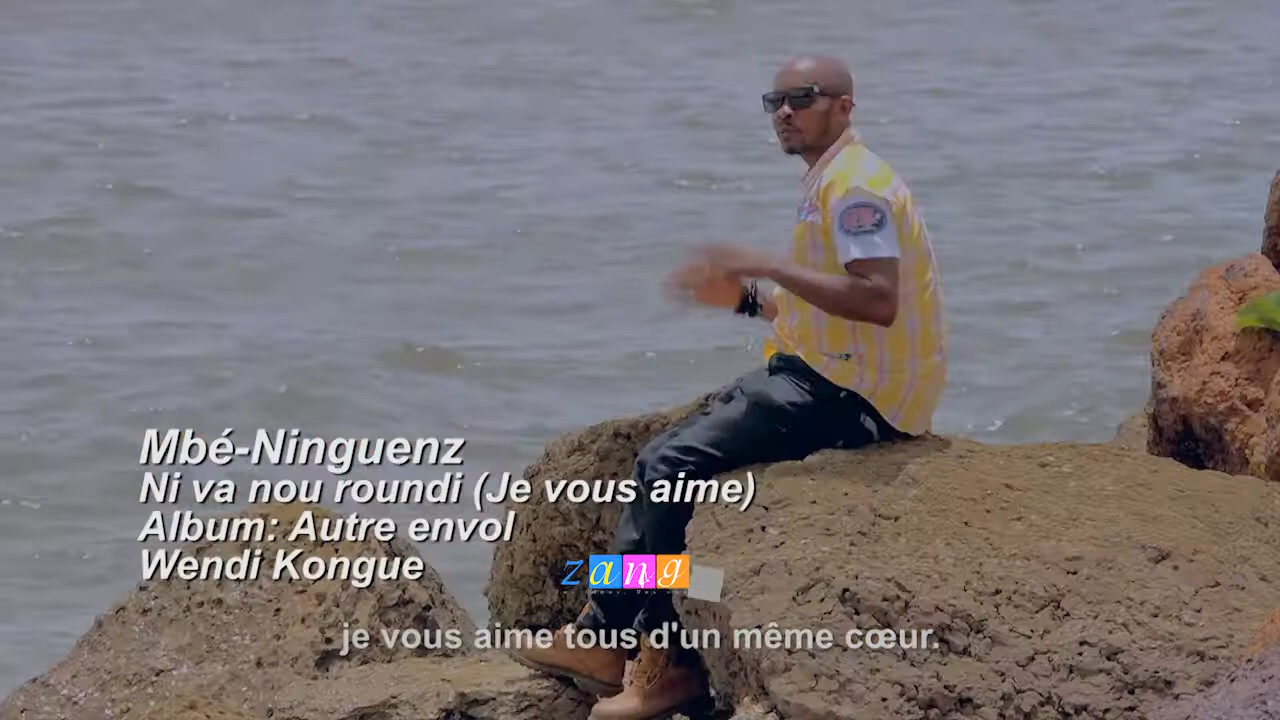 Mbé-Ninguenz
Ni va nou roundi (Je vous aime)
Album: Autre envol
Wendi Kongue
zang
je vous aime tous d'un même cœur.